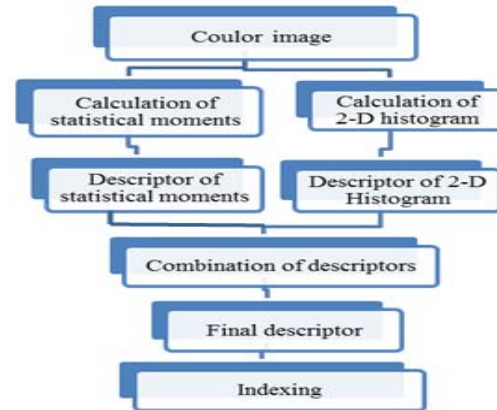 Coulor image
Calculation of
statistical moments
Calculation of
2-D histogram
Descriptor of
statistical moments
Descriptor of 2-D
Histogram
Combination of descriptors
Final descriptor
Indexing